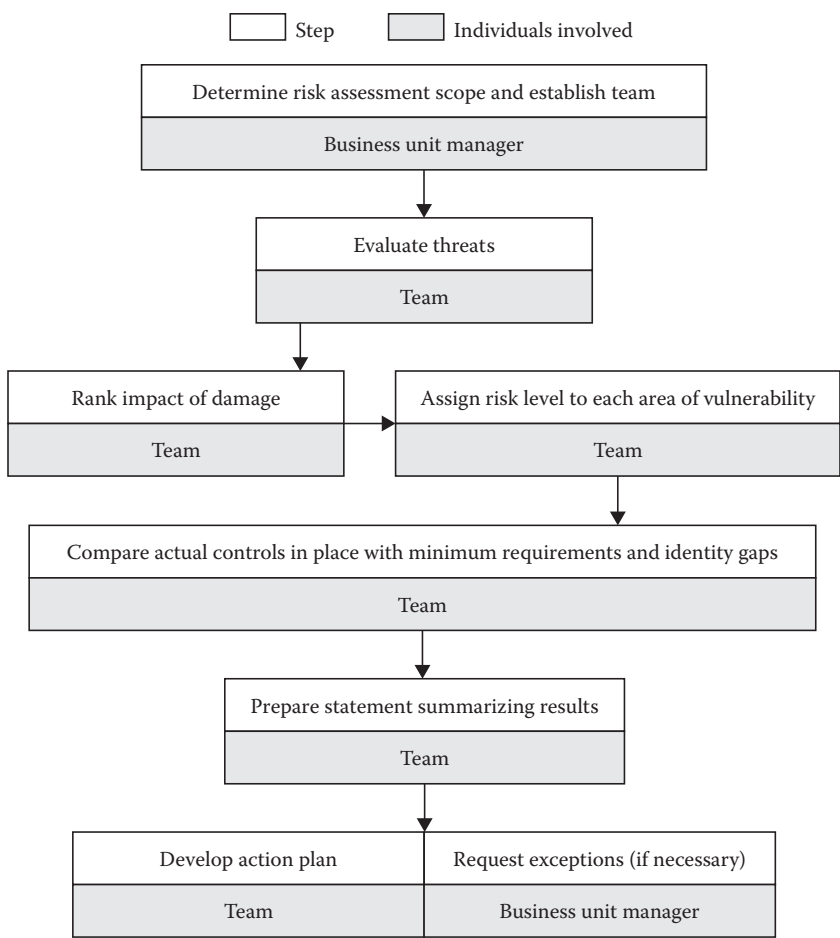 Step
Individuals involved
Determine risk assessment scope and establish team
Business unit manager
Evaluate threats
Team
Rank impact of damage
Team
Assign risk level to each area of vulnerability
Team
Compare actual controls in place with minimum requirements and identity gaps
Team
Prepare statement summarizing results
Team
Develop action plan
Team
Request exceptions (if necessary)
Business unit manager